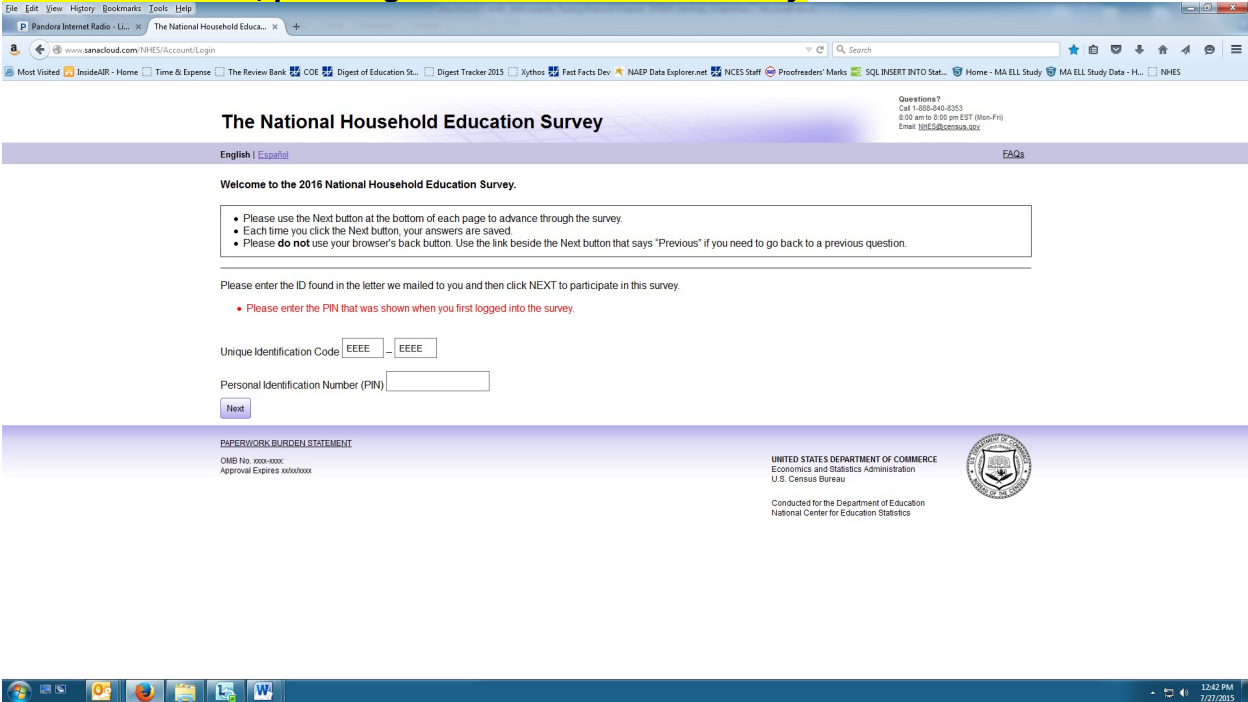 File Edit View History Bookmarks Tools Help
Pandora Internet Radio - Li... × The National Household Educa... × +
www.sanacloud.com/NHES/Account/Login Search
Most Visited InsideAIR - Home Time & Expense The Review Bank COE Digest of Education St... Digest Tracker 2015 Xythos Fast Facts Dev NAEP Data Explorer.net NCES Staff Proofreaders' Marks SQL INSERT INTO Stat... Home - MA ELL Study MA ELL Study Data - H... NHES
The National Household Education Survey
Questions?
Call 1-888-840-8353
8:00 am to 8:00 pm EST (Mon-Fri)
Email: NHES@census.gov
English | Español FAQs
Welcome to the 2016 National Household Education Survey.
• Please use the Next button at the bottom of each page to advance through the survey.
• Each time you click the Next button, your answers are saved.
• Please do not use your browser's back button. Use the link beside the Next button that says "Previous" if you need to go back to a previous question.
Please enter the ID found in the letter we mailed to you and then click NEXT to participate in this survey.
• Please enter the PIN that was shown when you first logged into the survey.
Unique Identification Code EEEE – EEEE
Personal Identification Number (PIN)
Next
PAPERWORK BURDEN STATEMENT
OMB No. xxxx-xxxx:
Approval Expires xx/xx/xxxx
UNITED STATES DEPARTMENT OF COMMERCE
Economics and Statistics Administration
U.S. Census Bureau
Conducted for the Department of Education
National Center for Education Statistics
12:42 PM
7/27/2015